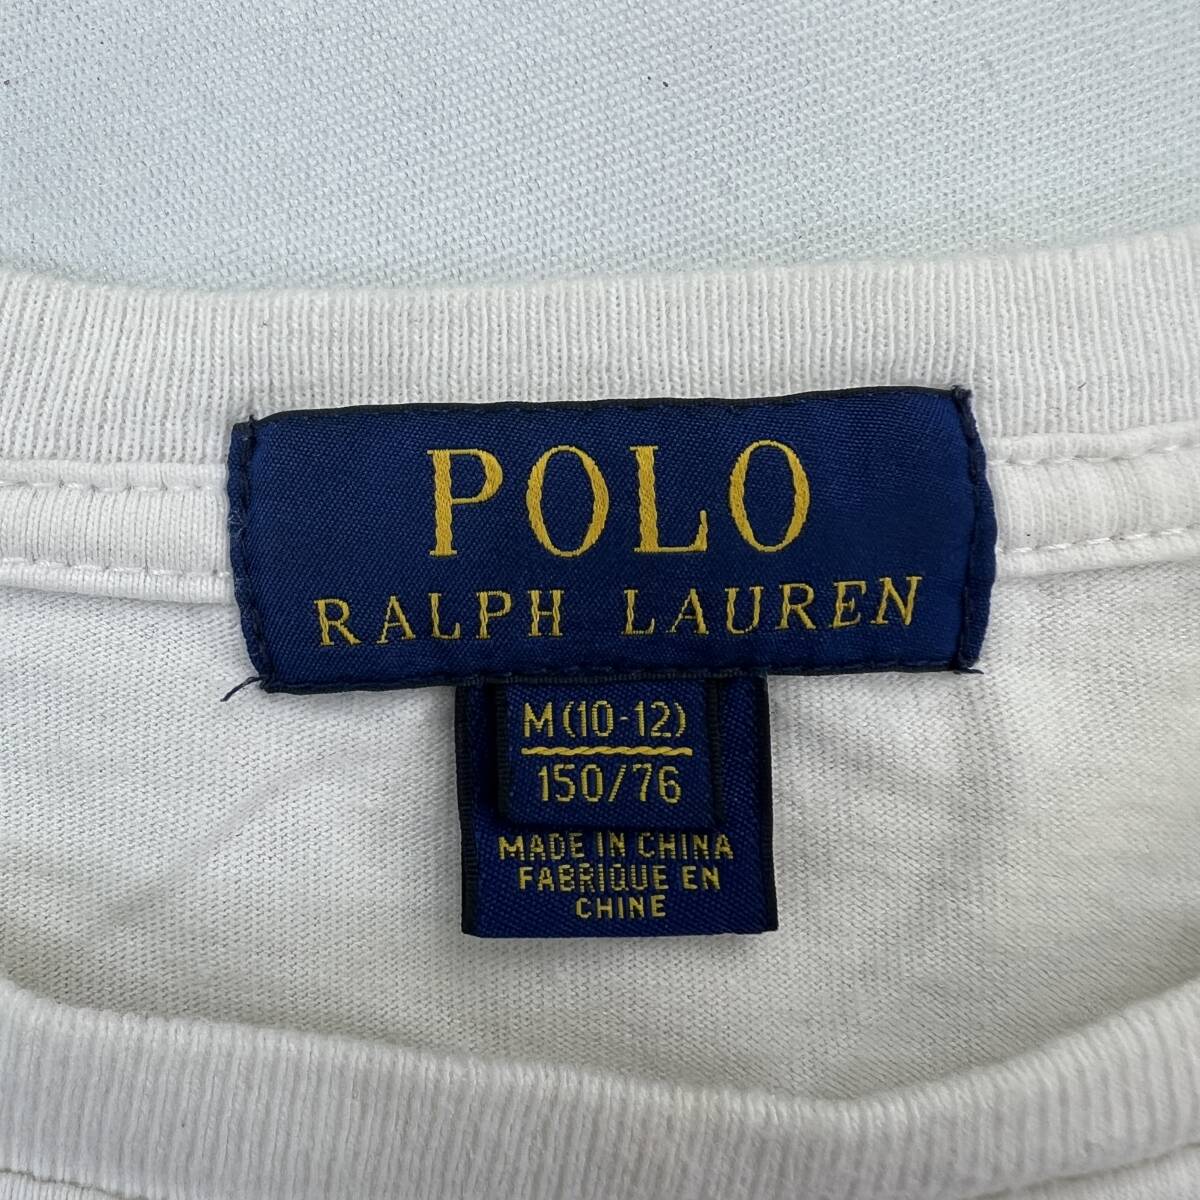 POLO
RALPH LAUREN
M (10-12)
150/76
MADE IN CHINA
FABRIQUE EN
CHINE